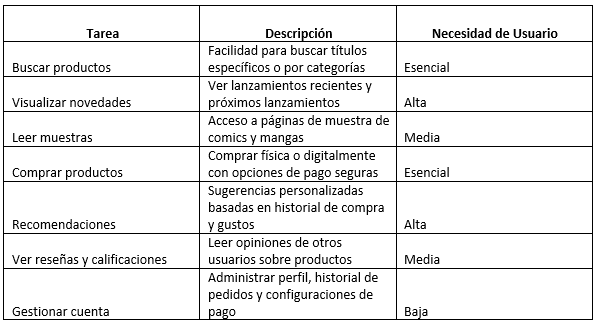 Tarea Descripción Necesidad de Usuario
Facilidad para buscar títulos
Buscar productos específicos o por categorías Esencial
Ver lanzamientos recientes y
Visualizar novedades próximos lanzamientos Alta
Acceso a páginas de muestra de
Leer muestras comics y mangas Media
Comprar física o digitalmente
Comprar productos con opciones de pago seguras Esencial
Sugerencias personalizadas
basadas en historial de compra
Recomendaciones y gustos Alta
Leer opiniones de otros
Ver reseñas y calificaciones usuarios sobre productos Media
Administrar perfil, historial de
pedidos y configuraciones de
Gestionar cuenta pago Baja